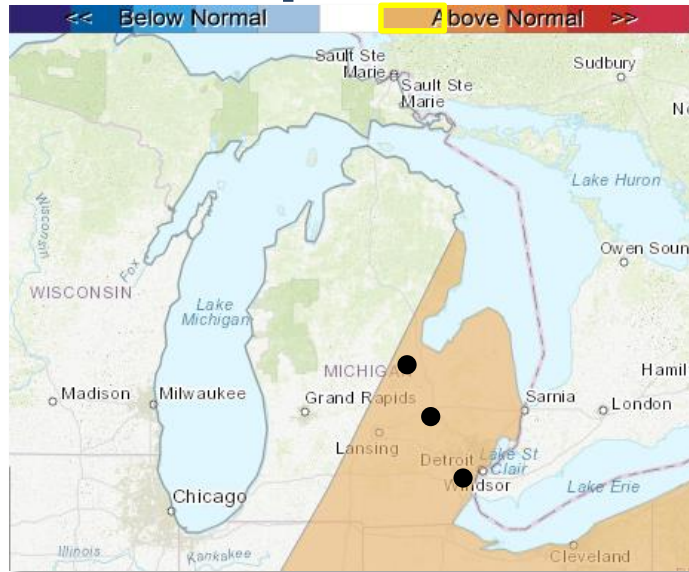 << Below Normal Above Normal >>
Sault Ste
Marie
Sault Ste
Marie
Sudbury
Lake Huron
Owen Soun
Wisconsin
Fox
WISCONSIN
Lake
Michigan
MICHIGA
Hamil
Madison
Milwaukee
Grand Rapids
Sarnia
London
Lansing
Detroit
Lake St
Clair
W ndsor
Lake Erie
Chicago
Illinois
Kankakee
Cleveland